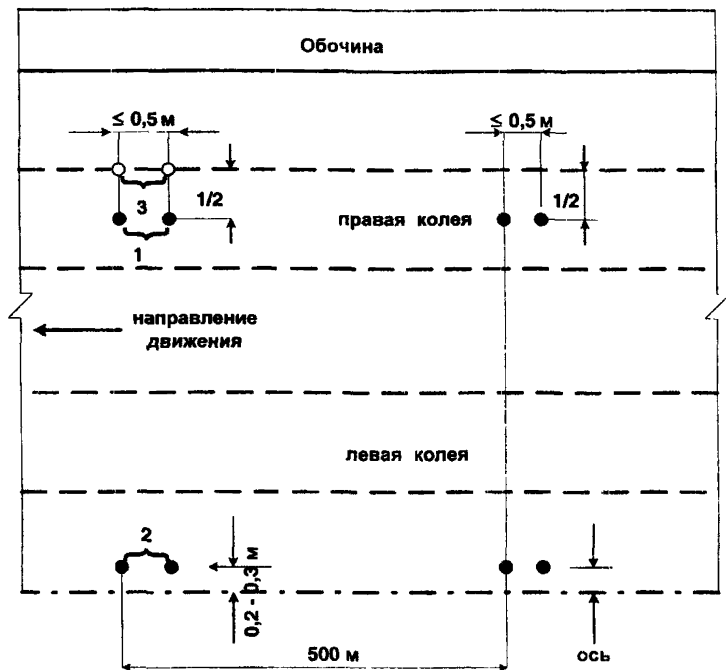 Обочина
≤ 0,5 м
≤ 0,5 м
3
1/2
1/2
правая колея
1
направление
движения
левая колея
2
0,2 - 0,3 м
500 м
ось